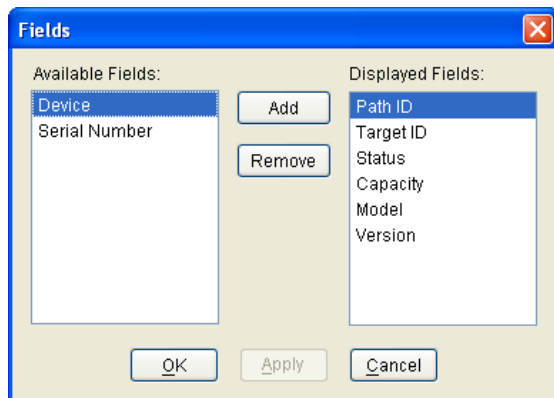 Fields
Available Fields:
Device
Serial Number
Add
Remove
Displayed Fields:
Path ID
Target ID
Status
Capacity
Model
Version
OK
Apply
Cancel